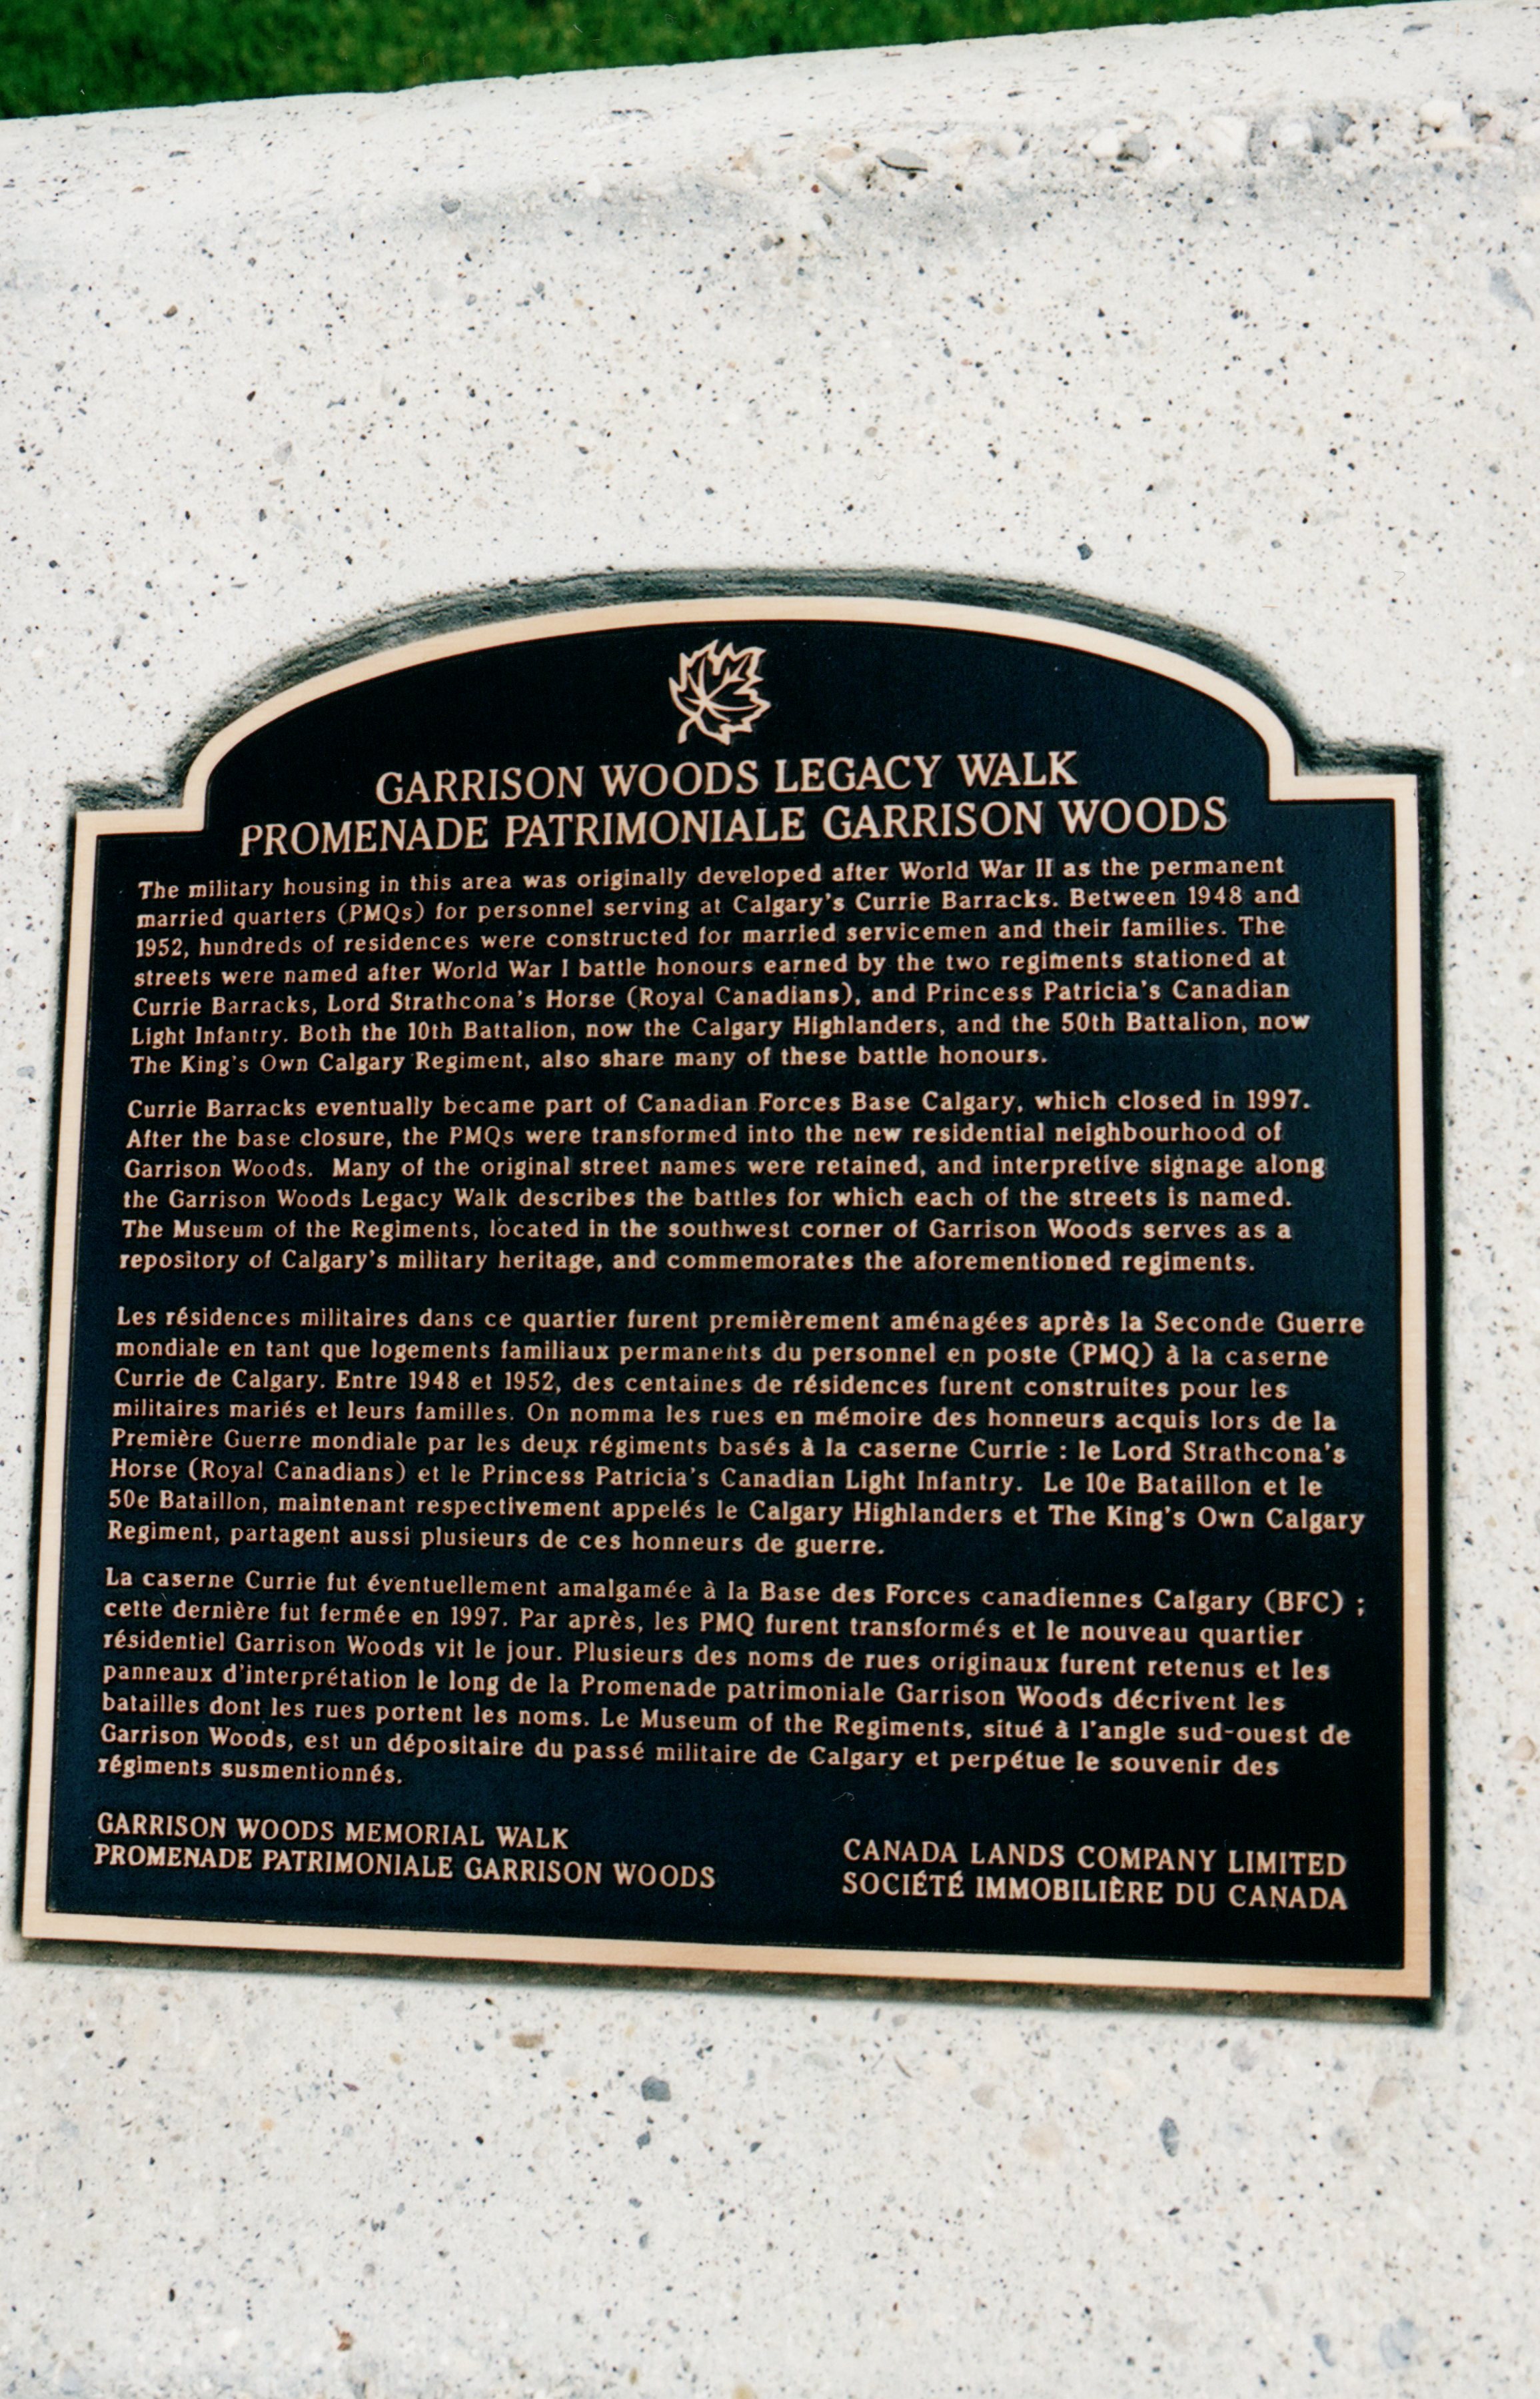 GARRISON WOODS LEGACY WALK
PROMENADE PATRIMONIALE GARRISON WOODS
The military housing in this area was originally developed after World War II as the permanent
married quarters (PMQs) for personnel serving at Calgary's Currie Barracks. Between 1948 and
1952, hundreds of residences were constructed for married servicemen and their families. The
streets were named after World War I battle honours earned by the two regiments stationed at
Currie Barracks, Lord Strathcona's Horse (Royal Canadians), and Princess Patricia's Canadian
Light Infantry. Both the 10th Battalion, now the Calgary Highlanders, and the 50th Battalion, now
The King's Own Calgary Regiment, also share many of these battle honours.
Currie Barracks eventually became part of Canadian Forces Base Calgary, which closed in 1997.
After the base closure, the PMQs were transformed into the new residential neighbourhood of
Garrison Woods. Many of the original street names were retained, and interpretive signage along
the Garrison Woods Legacy Walk describes the battles for which each of the streets is named.
The Museum of the Regiments, located in the southwest corner of Garrison Woods serves as a
repository of Calgary's military heritage, and commemorates the aforementioned regiments.
Les résidences militaires dans ce quartier furent premièrement aménagées après la Seconde Guerre
mondiale en tant que logements familiaux permanents du personnel en poste (PMQ) à la caserne
Currie de Calgary. Entre 1948 et 1952, des centaines de résidences furent construites pour les
militaires mariés et leurs familles. On nomma les rues en mémoire des honneurs acquis lors de la
Première Guerre mondiale par les deux régiments basés à la caserne Currie : le Lord Strathcona's
Horse (Royal Canadians) et le Princess Patricia's Canadian Light Infantry. Le 10e Bataillon et le
50e Bataillon, maintenant respectivement appelés le Calgary Highlanders et The King's Own Calgary
Regiment, partagent aussi plusieurs de ces honneurs de guerre.
La caserne Currie fut éventuellement amalgamée à la Base des Forces canadiennes Calgary (BFC) ;
cette dernière fut fermée en 1997. Par après, les PMQ furent transformés et le nouveau quartier
résidentiel Garrison Woods vit le jour. Plusieurs des noms de rues originaux furent retenus et les
panneaux d'interprétation le long de la Promenade patrimoniale Garrison Woods décrivent les
batailles dont les rues portent les noms. Le Museum of the Regiments, situé à l'angle sud-ouest de
Garrison Woods, est un dépositaire du passé militaire de Calgary et perpétue le souvenir des
régiments susmentionnés.
GARRISON WOODS MEMORIAL WALK
PROMENADE PATRIMONIALE GARRISON WOODS
CANADA LANDS COMPANY LIMITED
SOCIÉTÉ IMMOBILIÈRE DU CANADA